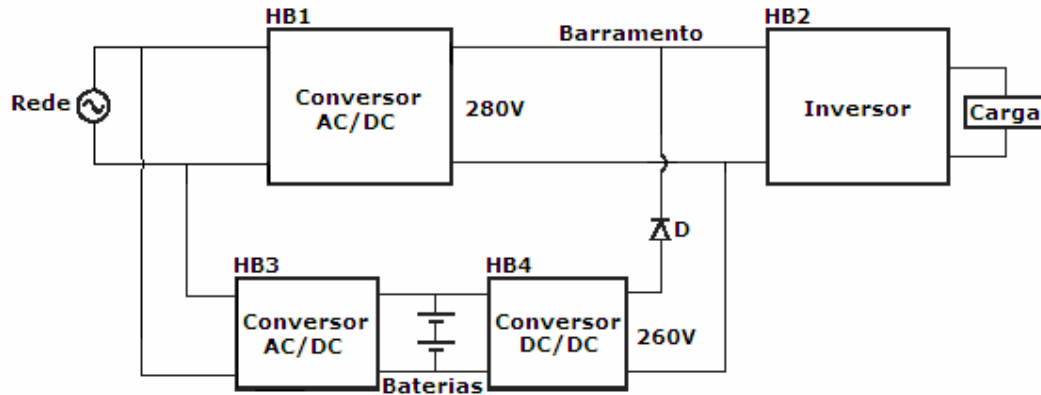 HB1
HB2
Barramento
Rede
Conversor
AC/DC
280V
Inversor
Carga
D
HB3
HB4
Conversor
AC/DC
Conversor
DC/DC
260V
Baterias